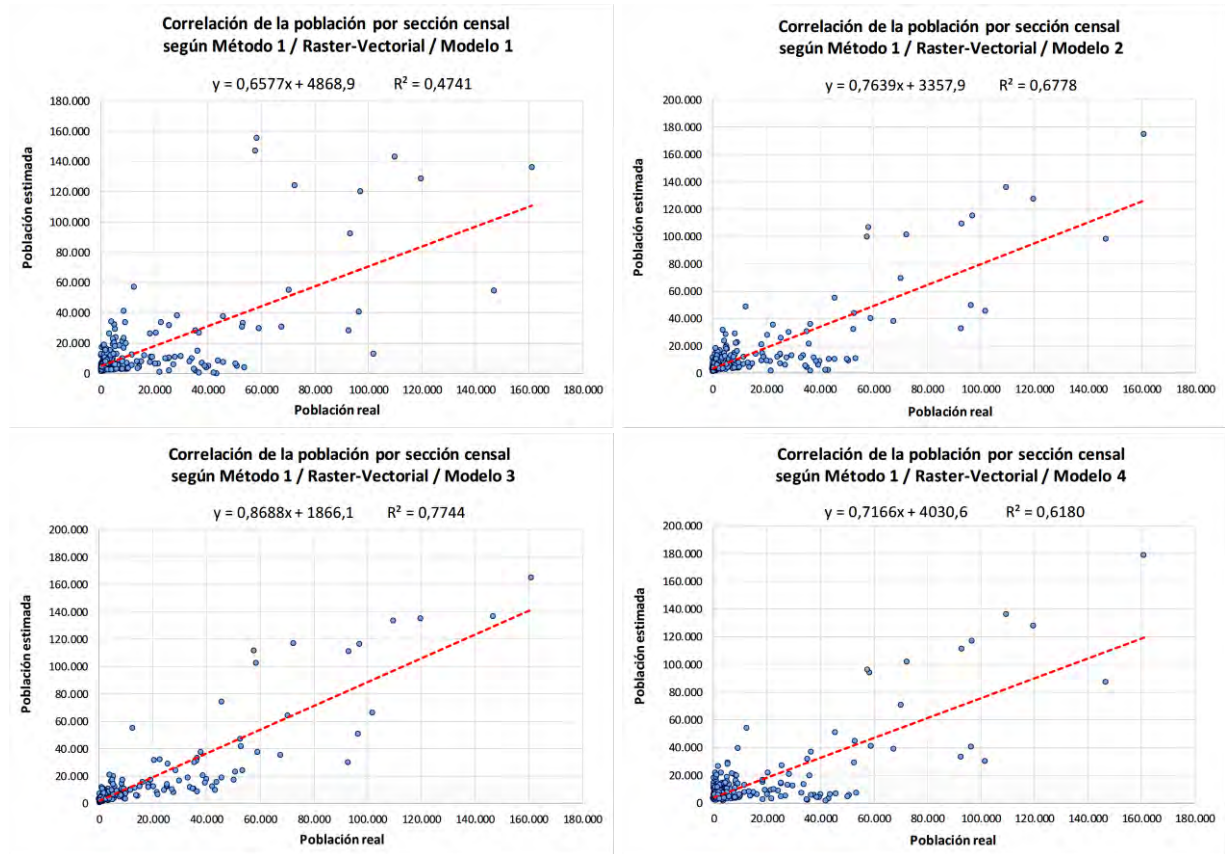 Correlación de la población por sección censal
según Método 1 / Raster-Vectorial / Modelo 1
y = 0,6577x + 4868,9 R² = 0,4741
180.000
160.000
140.000
120.000
100.000
80.000
60.000
40.000
20.000
0
Población estimada
0 20.000 40.000 60.000 80.000 100.000 120.000 140.000 160.000 180.000
Población real
Correlación de la población por sección censal
según Método 1 / Raster-Vectorial / Modelo 2
y = 0,7639x + 3357,9 R² = 0,6778
200.000
180.000
160.000
140.000
120.000
100.000
80.000
60.000
40.000
20.000
0
Población estimada
0 20.000 40.000 60.000 80.000 100.000 120.000 140.000 160.000 180.000
Población real
Correlación de la población por sección censal
según Método 1 / Raster-Vectorial / Modelo 3
y = 0,8688x + 1866,1 R² = 0,7744
200.000
180.000
160.000
140.000
120.000
100.000
80.000
60.000
40.000
20.000
0
Población estimada
0 20.000 40.000 60.000 80.000 100.000 120.000 140.000 160.000 180.000
Población real
Correlación de la población por sección censal
según Método 1 / Raster-Vectorial / Modelo 4
y = 0,7166x + 4030,6 R² = 0,6180
200.000
180.000
160.000
140.000
120.000
100.000
80.000
60.000
40.000
20.000
0
Población estimada
0 20.000 40.000 60.000 80.000 100.000 120.000 140.000 160.000 180.000
Población real